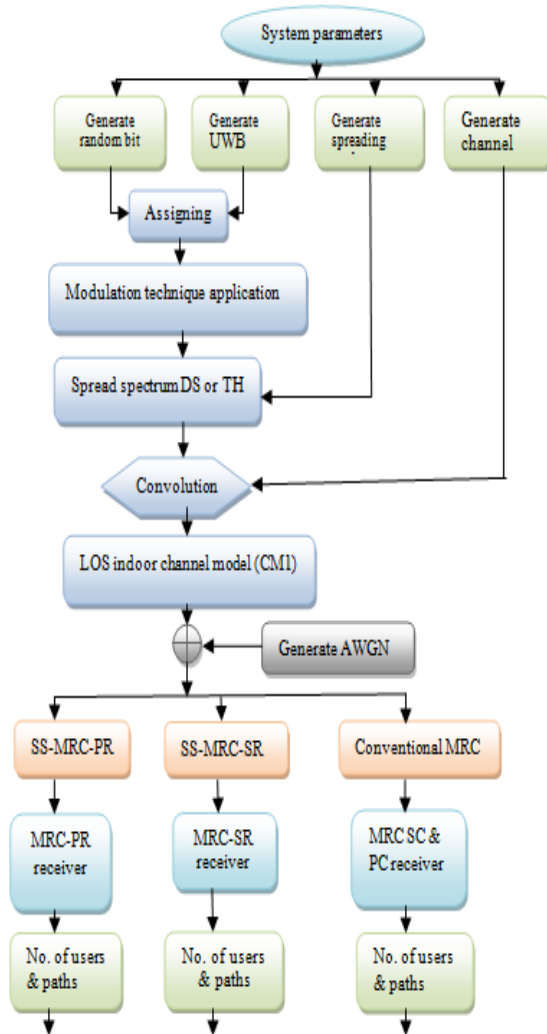 System parameters
Generate
random bit
Generate
UWB
Generate
spreading
Generate
channel
Assigning
Modulation technique application
Spread spectrum DS or TH
Convolution
LOS indoor channel model (CM1)
Generate AWGN
SS-MRC-PR
SS-MRC-SR
Conventional MRC
MRC-PR
receiver
MRC-SR
receiver
MRC SC &
PC receiver
No. of users
& paths
No. of users
& paths
No. of users
& paths